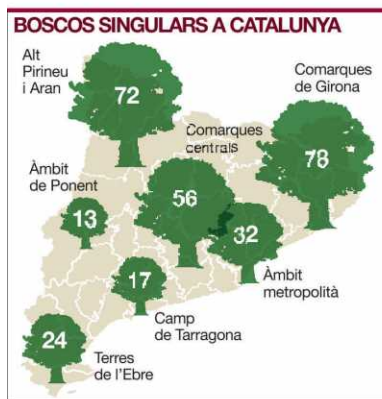 BOSCOS SINGULARS A CATALUNYA
Alt
Pirineu
i Aran
72
Comarques
de Girona
78
Comarques
centrals
56
Àmbit
de Ponent
13
32
Àmbit
metropolità
17
Camp
de Tarragona
24
Terres
de l'Ebre